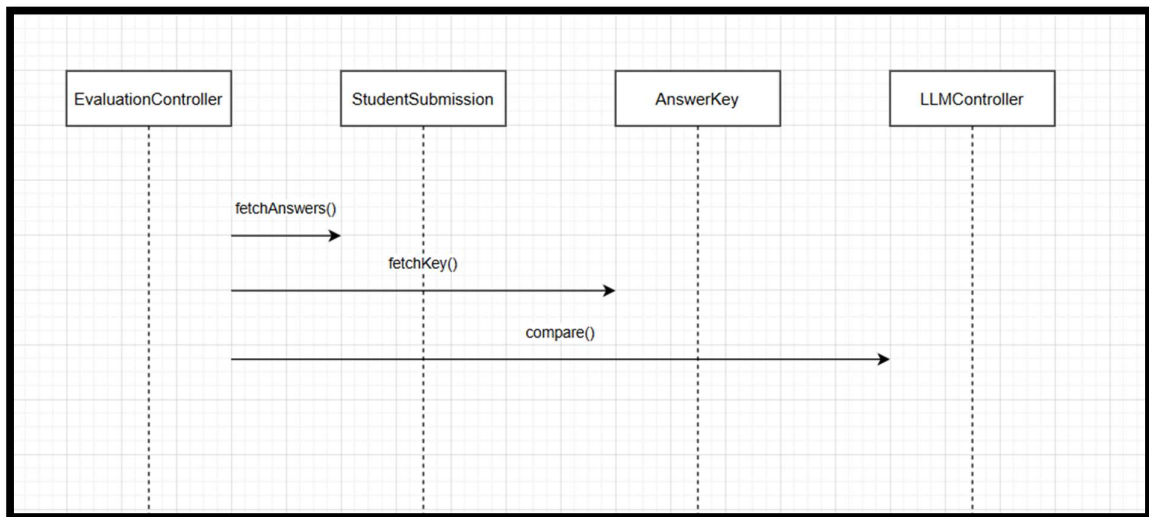 EvaluationController
StudentSubmission
AnswerKey
LLMController
fetchAnswers()
fetchKey()
compare()